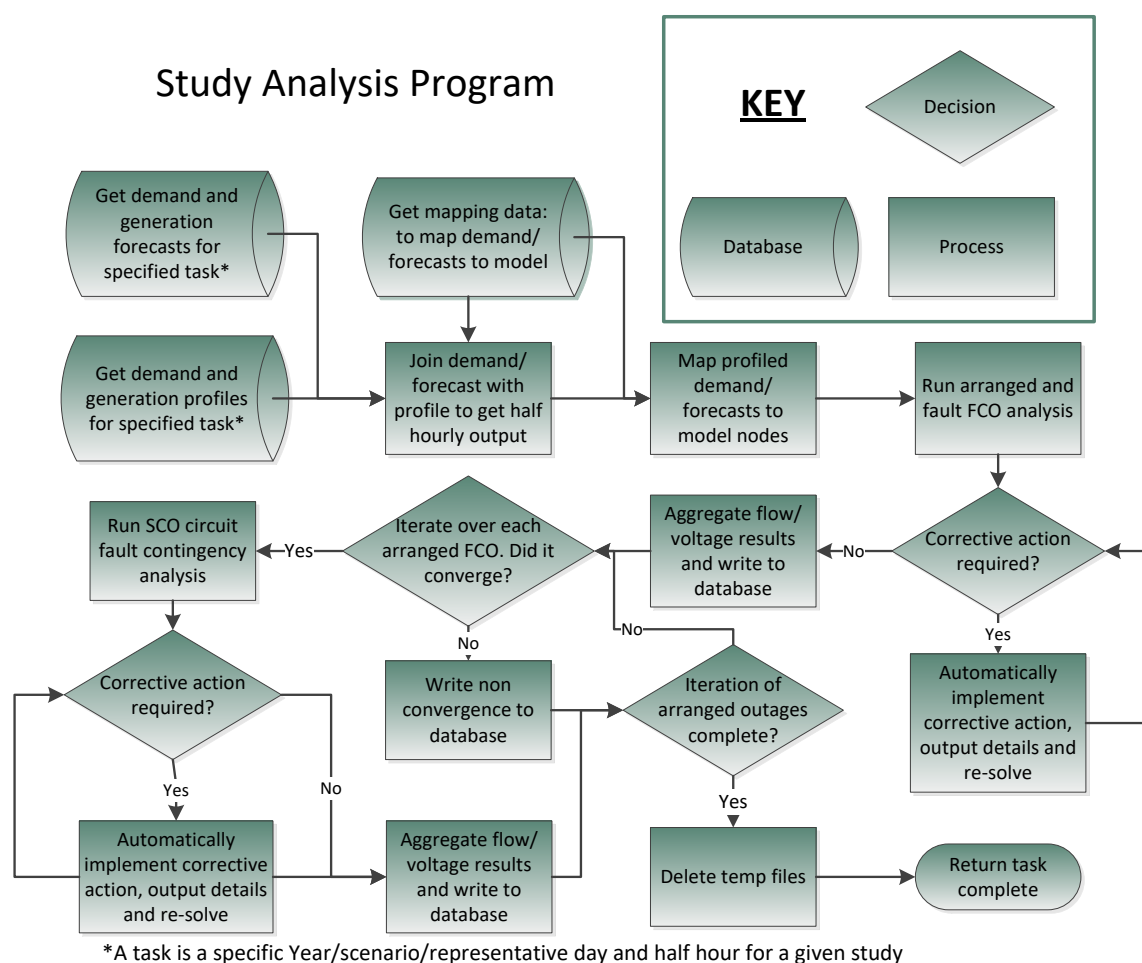 Study Analysis Program
KEY
Decision
Database
Process
Get demand and
generation
forecasts for
specified task*
Get mapping data:
to map demand/
forecasts to model
Get demand and
generation profiles
for specified task*
Join demand/
forecast with
profile to get half
hourly output
Map profiled
demand/
forecasts to
model nodes
Run arranged and
fault FCO analysis
Corrective action
required?
No
Yes
Automatically
implement
corrective action,
output details and
re-solve
Aggregate flow/
voltage results
and write to
database
Iterate over each
arranged FCO. Did it
converge?
Yes
No
Run SCO circuit
fault contingency
analysis
Corrective action
required?
Yes
No
Automatically
implement corrective
action, output details
and re-solve
Aggregate flow/
voltage results
and write to
database
Write non
convergence to
database
Iteration of
arranged outages
complete?
No
Yes
Delete temp files
Return task
complete
*A task is a specific Year/scenario/representative day and half hour for a given study